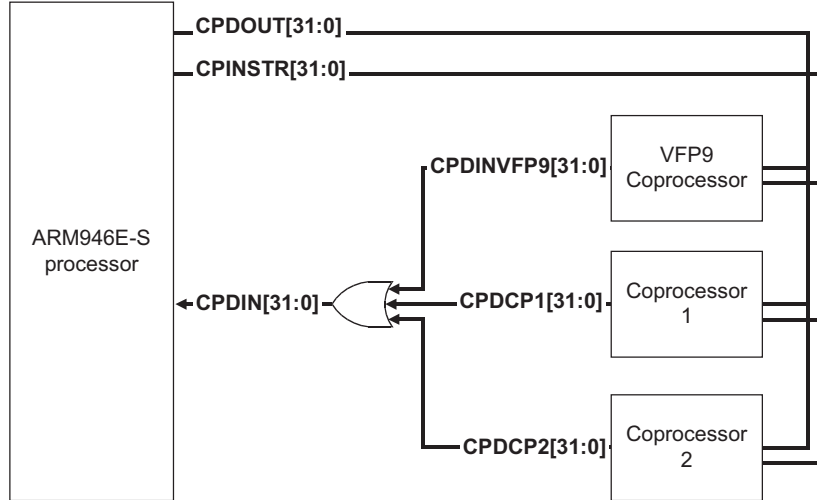 CPDOUT[31:0]
CPINSTR[31:0]
CPDINVFP9[31:0]
VFP9
Coprocessor
ARM946E-S
processor
CPDIN[31:0]
CPDCP1[31:0]
Coprocessor
1
CPDCP2[31:0]
Coprocessor
2